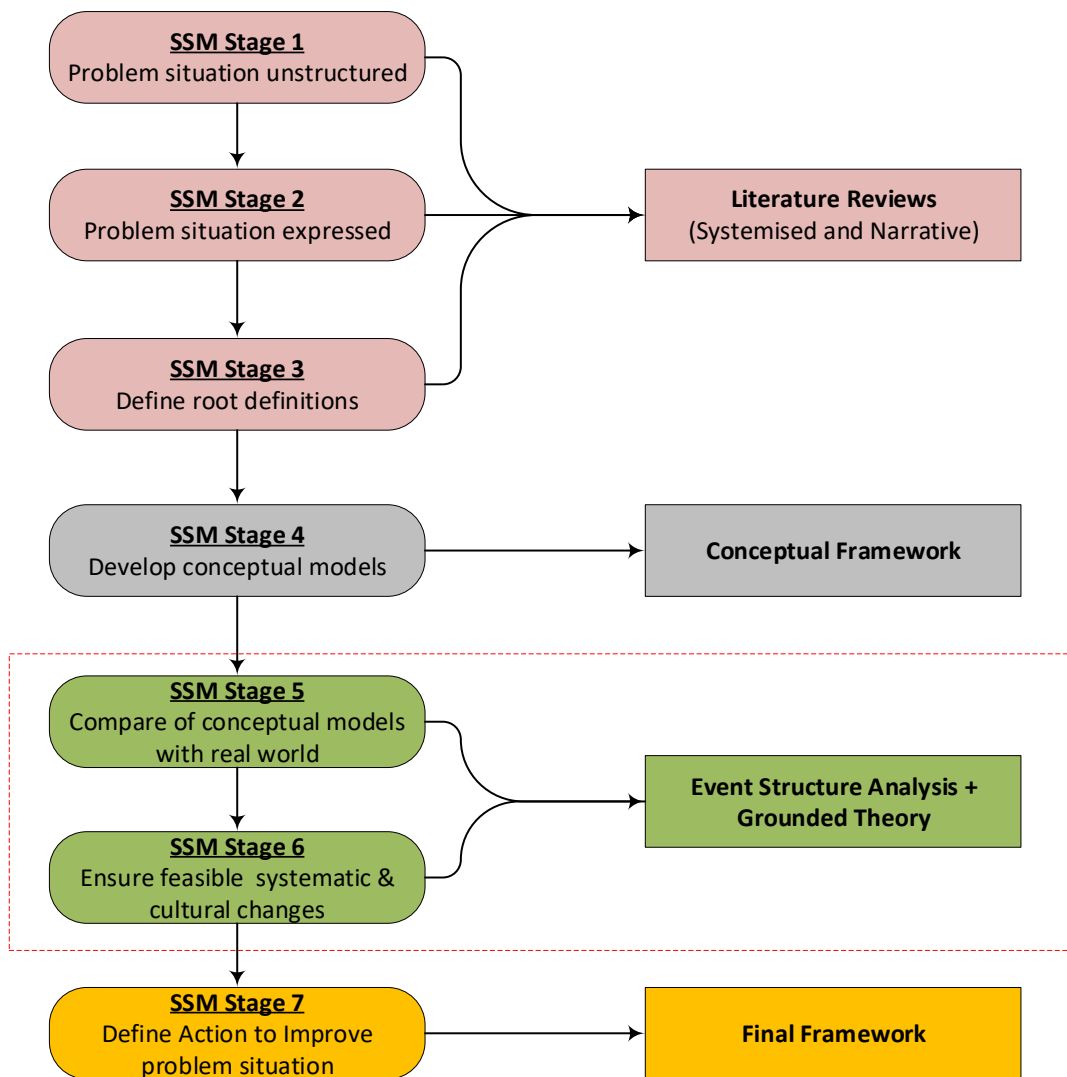 SSM Stage 1
Problem situation unstructured
SSM Stage 2
Problem situation expressed
Literature Reviews
(Systemised and Narrative)
SSM Stage 3
Define root definitions
SSM Stage 4
Develop conceptual models
Conceptual Framework
SSM Stage 5
Compare of conceptual models
with real world
Event Structure Analysis +
Grounded Theory
SSM Stage 6
Ensure feasible  systematic &
cultural changes
SSM Stage 7
Define Action to Improve
problem situation
Final Framework